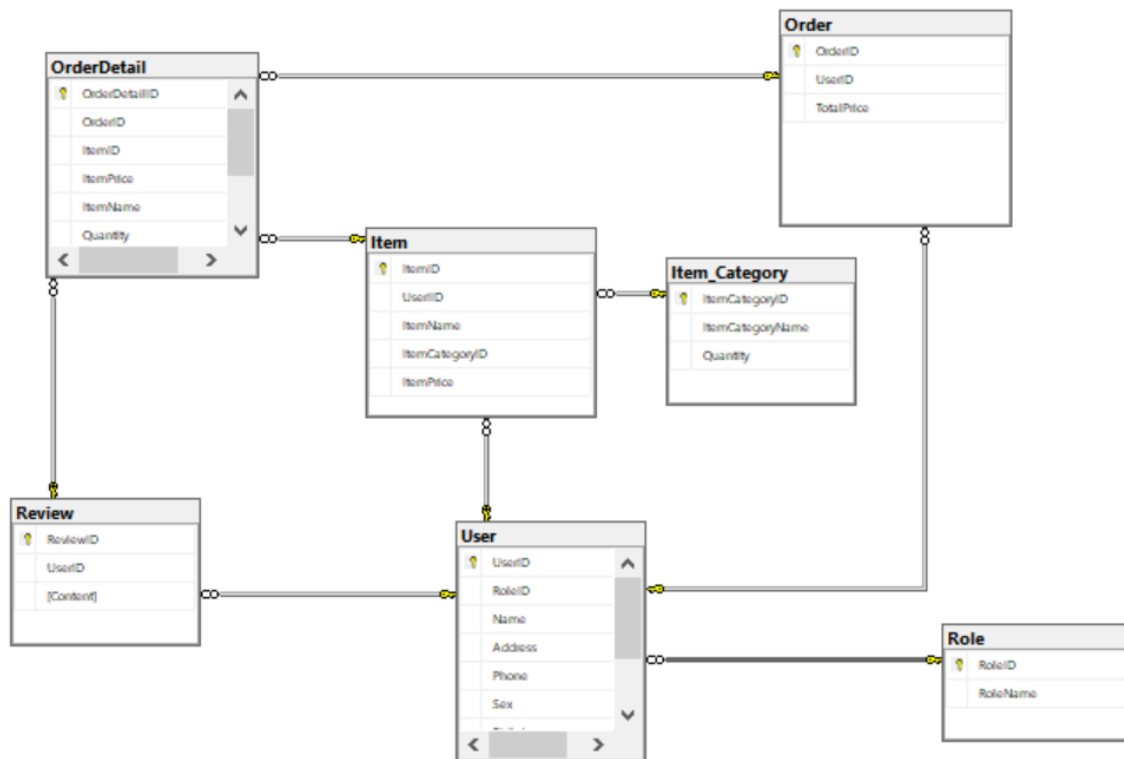 Order
OrderID
UserID
TotalPrice
OrderDetail
OrderDetailID
OrderID
ItemID
ItemPrice
ItemName
Quantity
Item
ItemID
UserID
ItemName
ItemCategoryID
ItemPrice
Item_Category
ItemCategoryID
ItemCategoryName
Quantity
Review
ReviewID
UserID
[Content]
User
UserID
RoleID
Name
Address
Phone
Sex
Role
RoleID
RoleName